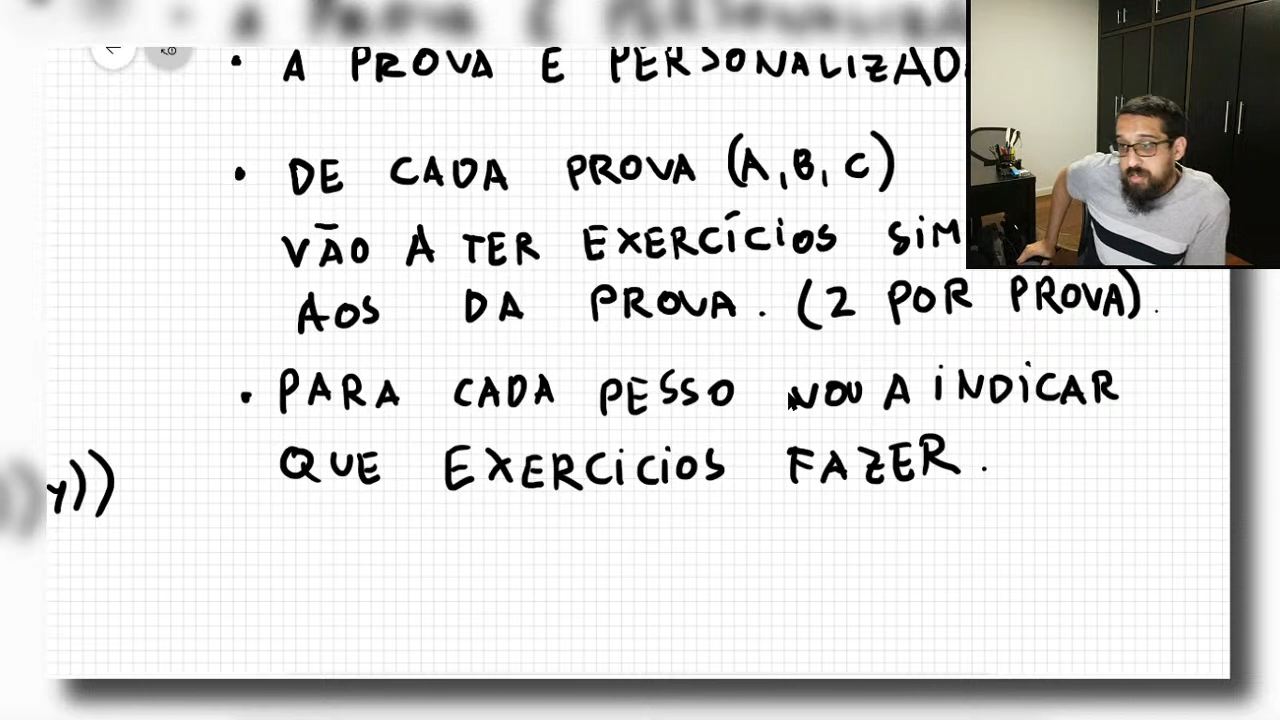 • A PROVA E PERSONALIZAD
• DE CADA PROVA (A, B, C)
VÃO A TER EXERCÍCIOS SIM
AOS DA PROVA. (2 POR PROVA).
• PARA CADA PESSO VOU A INDICAR
QUE EXERCICIOS FAZER.
y))